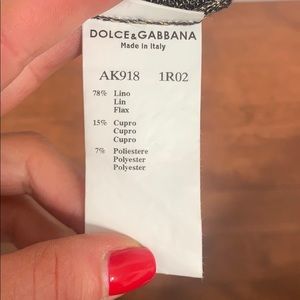 DOLCE&GABBANA
Made in Italy
AK918 1R02
78% Lino
Lin
Flax
15% Cupro
Cupro
Cupro
7% Poliestere
Polyester
Polyester